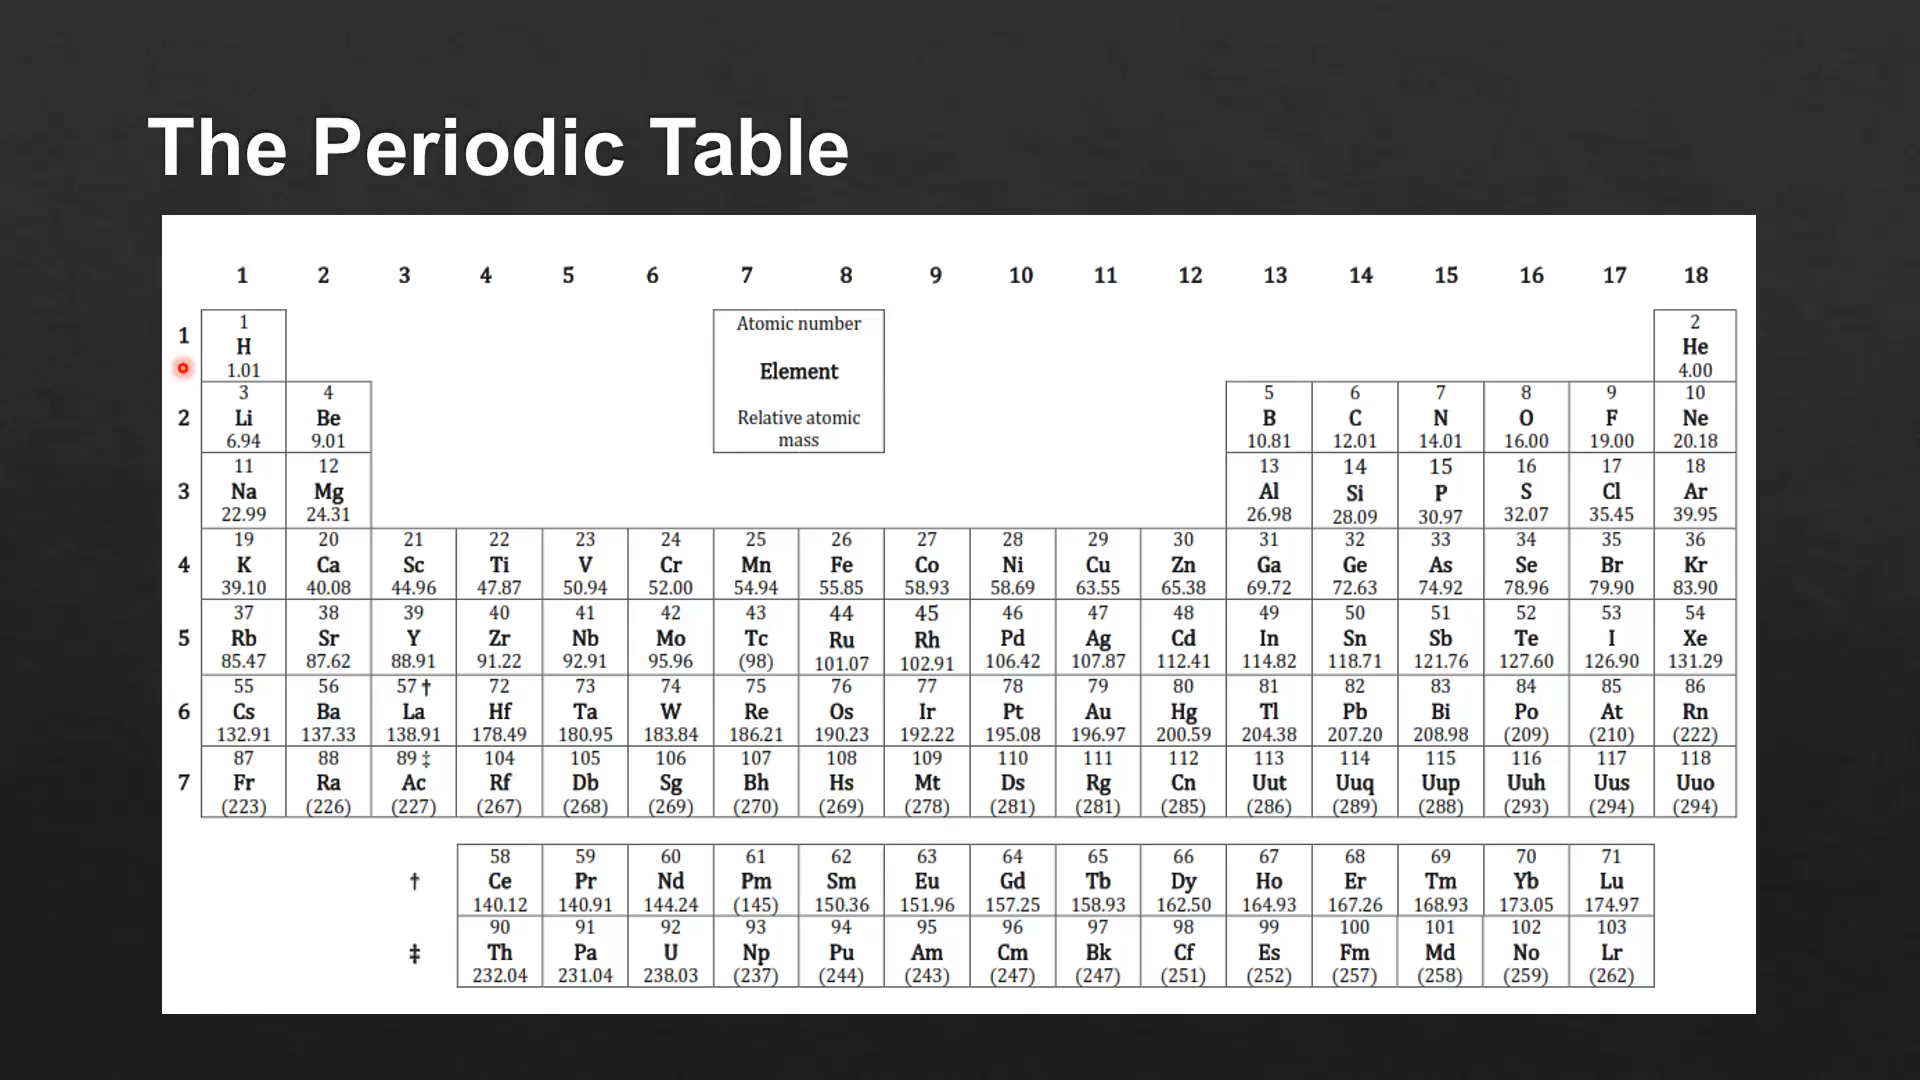 The Periodic Table
1 2 3 4 5 6 7 8 9 10 11 12 13 14 15 16 17 18
1 Atomic number 2
1 H Element He
1.01 4.00
3 4 Relative atomic 5 6 7 8 9 10
2 Li Be mass B C N O F Ne
6.94 9.01 10.81 12.01 14.01 16.00 19.00 20.18
11 12 13 14 15 16 17 18
3 Na Mg Al Si P S Cl Ar
22.99 24.31 26.98 28.09 30.97 32.07 35.45 39.95
19 20 21 22 23 24 25 26 27 28 29 30 31 32 33 34 35 36
4 K Ca Sc Ti V Cr Mn Fe Co Ni Cu Zn Ga Ge As Se Br Kr
39.10 40.08 44.96 47.87 50.94 52.00 54.94 55.85 58.93 58.69 63.55 65.38 69.72 72.63 74.92 78.96 79.90 83.90
37 38 39 40 41 42 43 44 45 46 47 48 49 50 51 52 53 54
5 Rb Sr Y Zr Nb Mo Tc Ru Rh Pd Ag Cd In Sn Sb Te I Xe
85.47 87.62 88.91 91.22 92.91 95.96 (98) 101.07 102.91 106.42 107.87 112.41 114.82 118.71 121.76 127.60 126.90 131.29
55 56 57 † 72 73 74 75 76 77 78 79 80 81 82 83 84 85 86
6 Cs Ba La Hf Ta W Re Os Ir Pt Au Hg Tl Pb Bi Po At Rn
132.91 137.33 138.91 178.49 180.95 183.84 186.21 190.23 192.22 195.08 196.97 200.59 204.38 207.20 208.98 (209) (210) (222)
87 88 89 ‡ 104 105 106 107 108 109 110 111 112 113 114 115 116 117 118
7 Fr Ra Ac Rf Db Sg Bh Hs Mt Ds Rg Cn Uut Uuq Uup Uuh Uus Uuo
(223) (226) (227) (267) (268) (269) (270) (269) (278) (281) (281) (285) (286) (289) (288) (293) (294) (294)
58 59 60 61 62 63 64 65 66 67 68 69 70 71
† Ce Pr Nd Pm Sm Eu Gd Tb Dy Ho Er Tm Yb Lu
140.12 140.91 144.24 (145) 150.36 151.96 157.25 158.93 162.50 164.93 167.26 168.93 173.05 174.97
90 91 92 93 94 95 96 97 98 99 100 101 102 103
‡ Th Pa U Np Pu Am Cm Bk Cf Es Fm Md No Lr
232.04 231.04 238.03 (237) (244) (243) (247) (247) (251) (252) (257) (258) (259) (262)